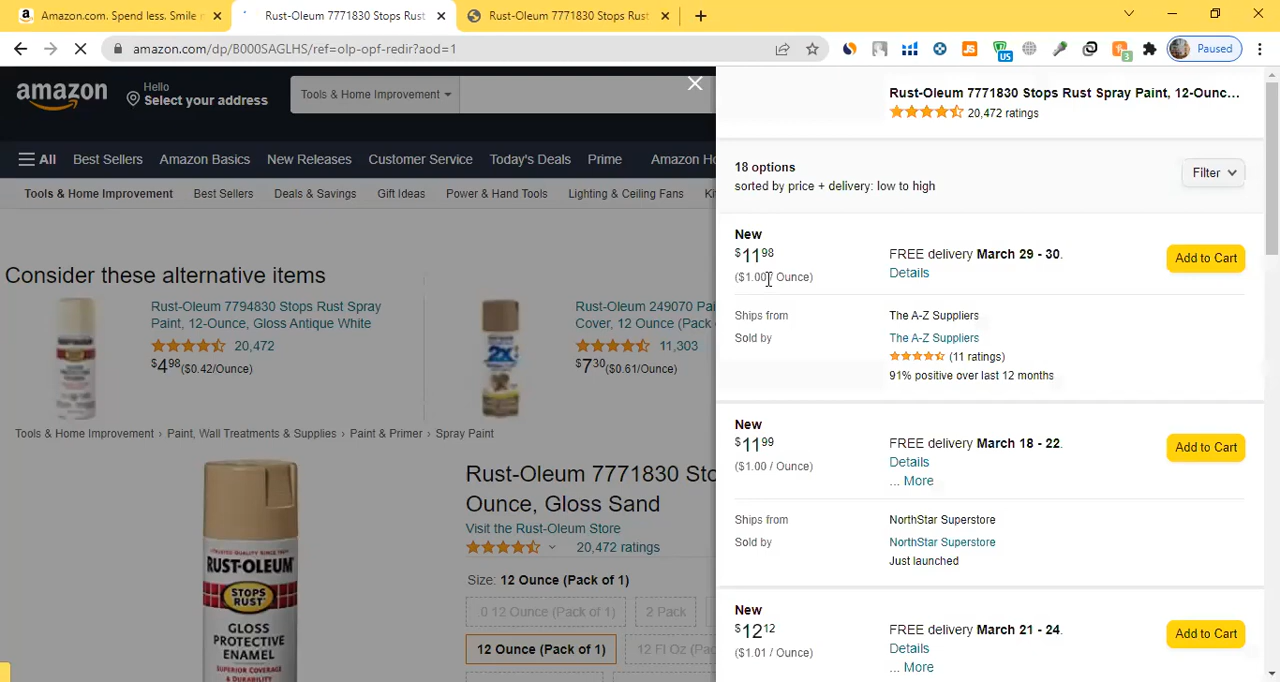 Amazon.com. Spend less. Smile
Rust-Oleum 7771830 Stops Rust
Rust-Oleum 7771830 Stops Rust
amazon.com/dp/B000SAGLHS/ref=olp-opf-redir?aod=1
Paused
amazon
Hello
Select your address
Tools & Home Improvement
All
Best Sellers
Amazon Basics
New Releases
Customer Service
Today's Deals
Prime
Amazon Ho
Tools & Home Improvement
Best Sellers
Deals & Savings
Gift Ideas
Power & Hand Tools
Lighting & Ceiling Fans
Consider these alternative items
Rust-Oleum 7794830 Stops Rust Spray
Paint, 12-Ounce, Gloss Antique White
20,472
$4.98($0.42/Ounce)
Rust-Oleum 249070 Pai
Cover, 12 Ounce (Pack
11,303
$7.30($0.61/Ounce)
Tools & Home Improvement › Paint, Wall Treatments & Supplies › Paint & Primer › Spray Paint
RUST-OLEUM
STOPS
RUST
GLOSS
PROTECTIVE
ENAMEL
SUPERIOR COVERAGE
& DURABILITY
Rust-Oleum 7771830 Sto
Ounce, Gloss Sand
Visit the Rust-Oleum Store
20,472 ratings
Size: 12 Ounce (Pack of 1)
0 12 Ounce (Pack of 1)
2 Pack
12 Ounce (Pack of 1)
12 Fl Oz (Pa
Rust-Oleum 7771830 Stops Rust Spray Paint, 12-Ounc...
20,472 ratings
18 options
sorted by price + delivery: low to high
Filter
New
$11.98
($1.00 / Ounce)
FREE delivery March 29 - 30.
Details
Add to Cart
Ships from
The A-Z Suppliers
Sold by
The A-Z Suppliers
(11 ratings)
91% positive over last 12 months
New
$11.99
($1.00 / Ounce)
FREE delivery March 18 - 22.
Details
... More
Add to Cart
Ships from
NorthStar Superstore
Sold by
NorthStar Superstore
Just launched
New
$12.12
($1.01 / Ounce)
FREE delivery March 21 - 24.
Details
... More
Add to Cart